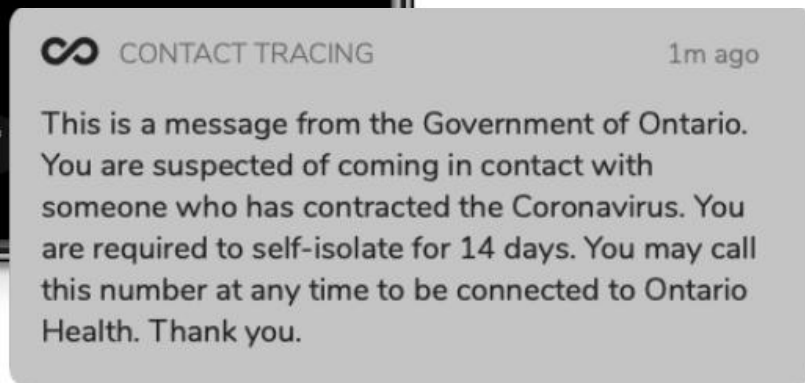 CONTACT TRACING 1m ago
This is a message from the Government of Ontario.
You are suspected of coming in contact with
someone who has contracted the Coronavirus. You
are required to self-isolate for 14 days. You may call
this number at any time to be connected to Ontario
Health. Thank you.